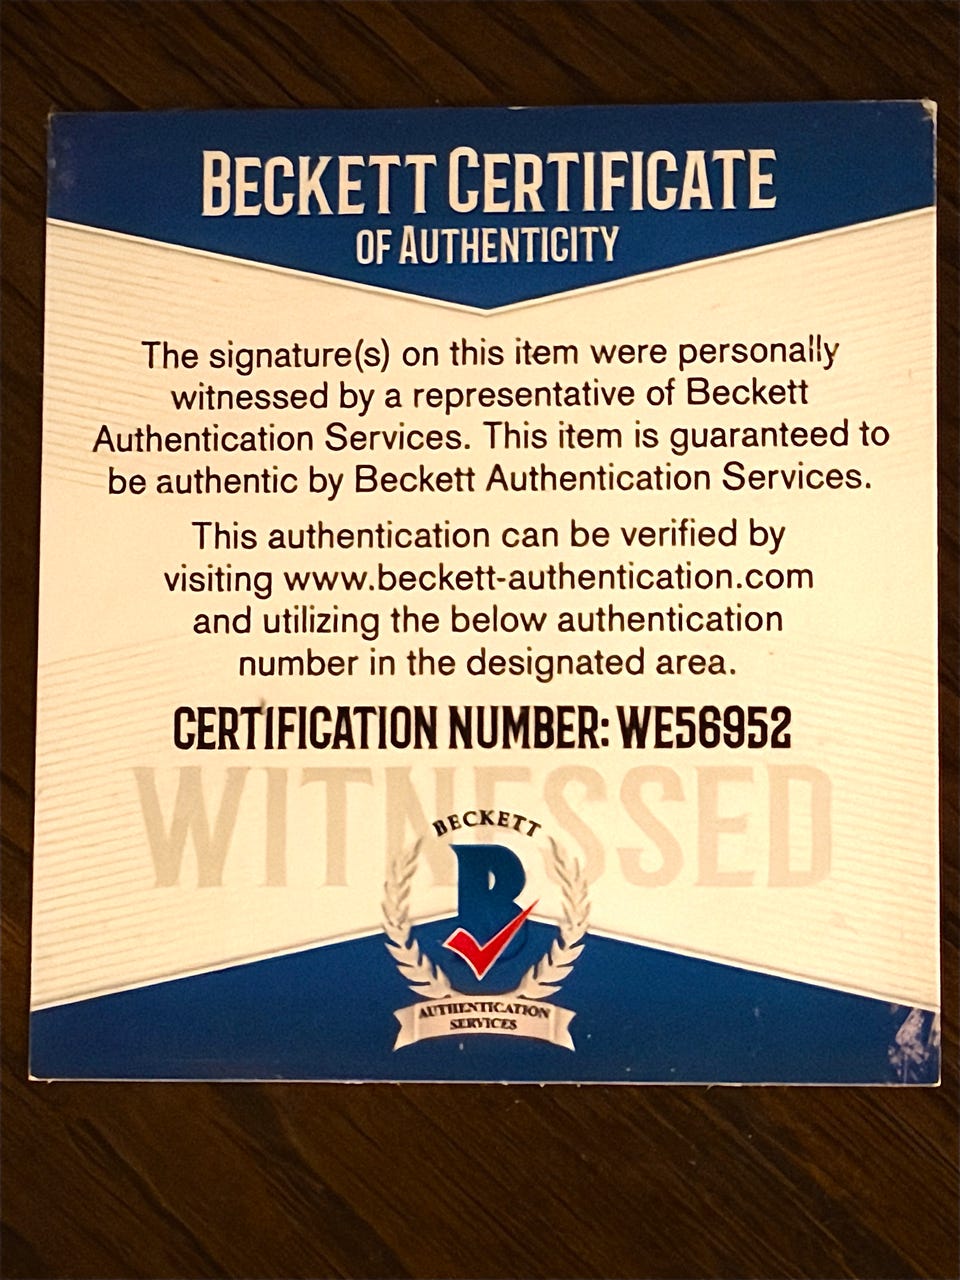 BECKETT CERTIFICATE
OF AUTHENTICITY
The signature(s) on this item were personally
witnessed by a representative of Beckett
Authentication Services. This item is guaranteed to
be authentic by Beckett Authentication Services.
This authentication can be verified by
visiting www.beckett-authentication.com
and utilizing the below authentication
number in the designated area.
CERTIFICATION NUMBER: WE56952
WITNESSED
BECKETT
B
AUTHENTICATION
SERVICES